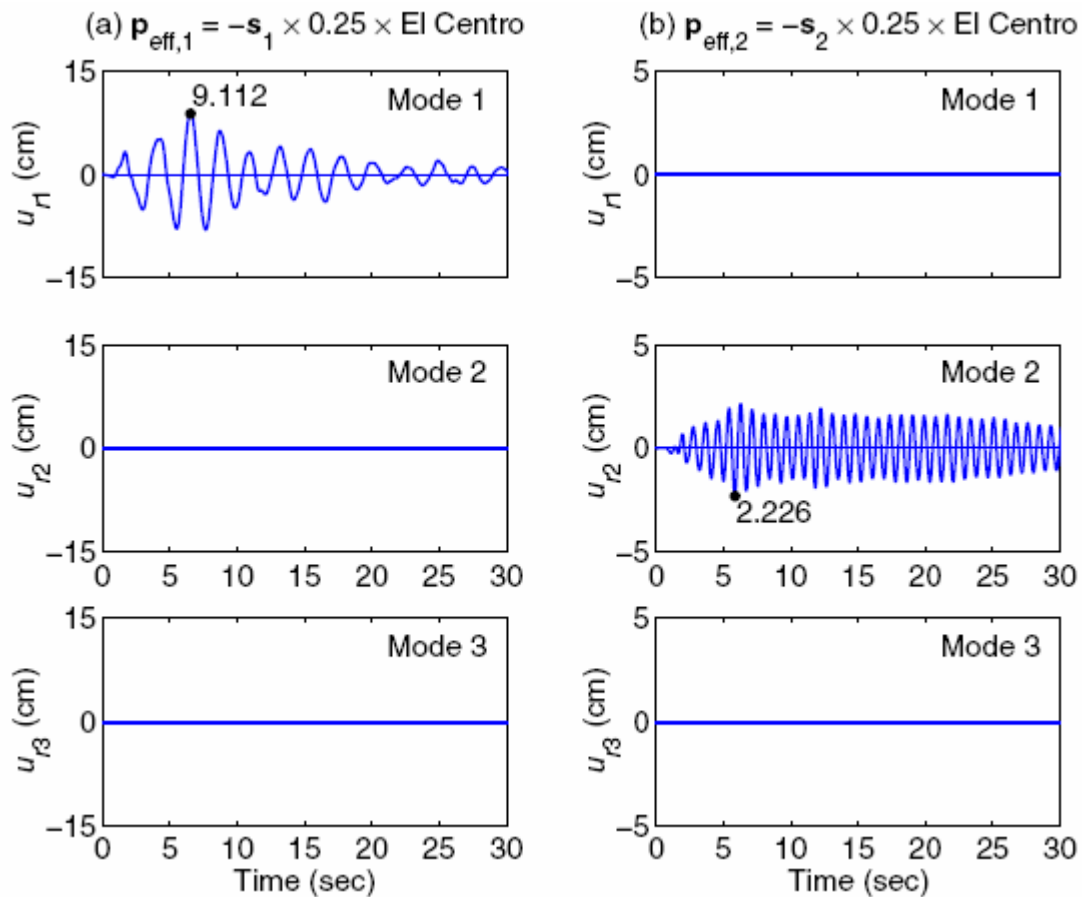 (a) p_eff,1 = −s_1 × 0.25 × El Centro
15
0
−15
u_r1 (cm)
9.112
Mode 1
15
0
−15
u_r2 (cm)
Mode 2
0 5 10 15 20 25 30
15
0
−15
u_r3 (cm)
Mode 3
0 5 10 15 20 25 30
Time (sec)
(b) p_eff,2 = −s_2 × 0.25 × El Centro
5
0
−5
u_r1 (cm)
Mode 1
5
0
−5
u_r2 (cm)
Mode 2
2.226
0 5 10 15 20 25 30
5
0
−5
u_r3 (cm)
Mode 3
0 5 10 15 20 25 30
Time (sec)